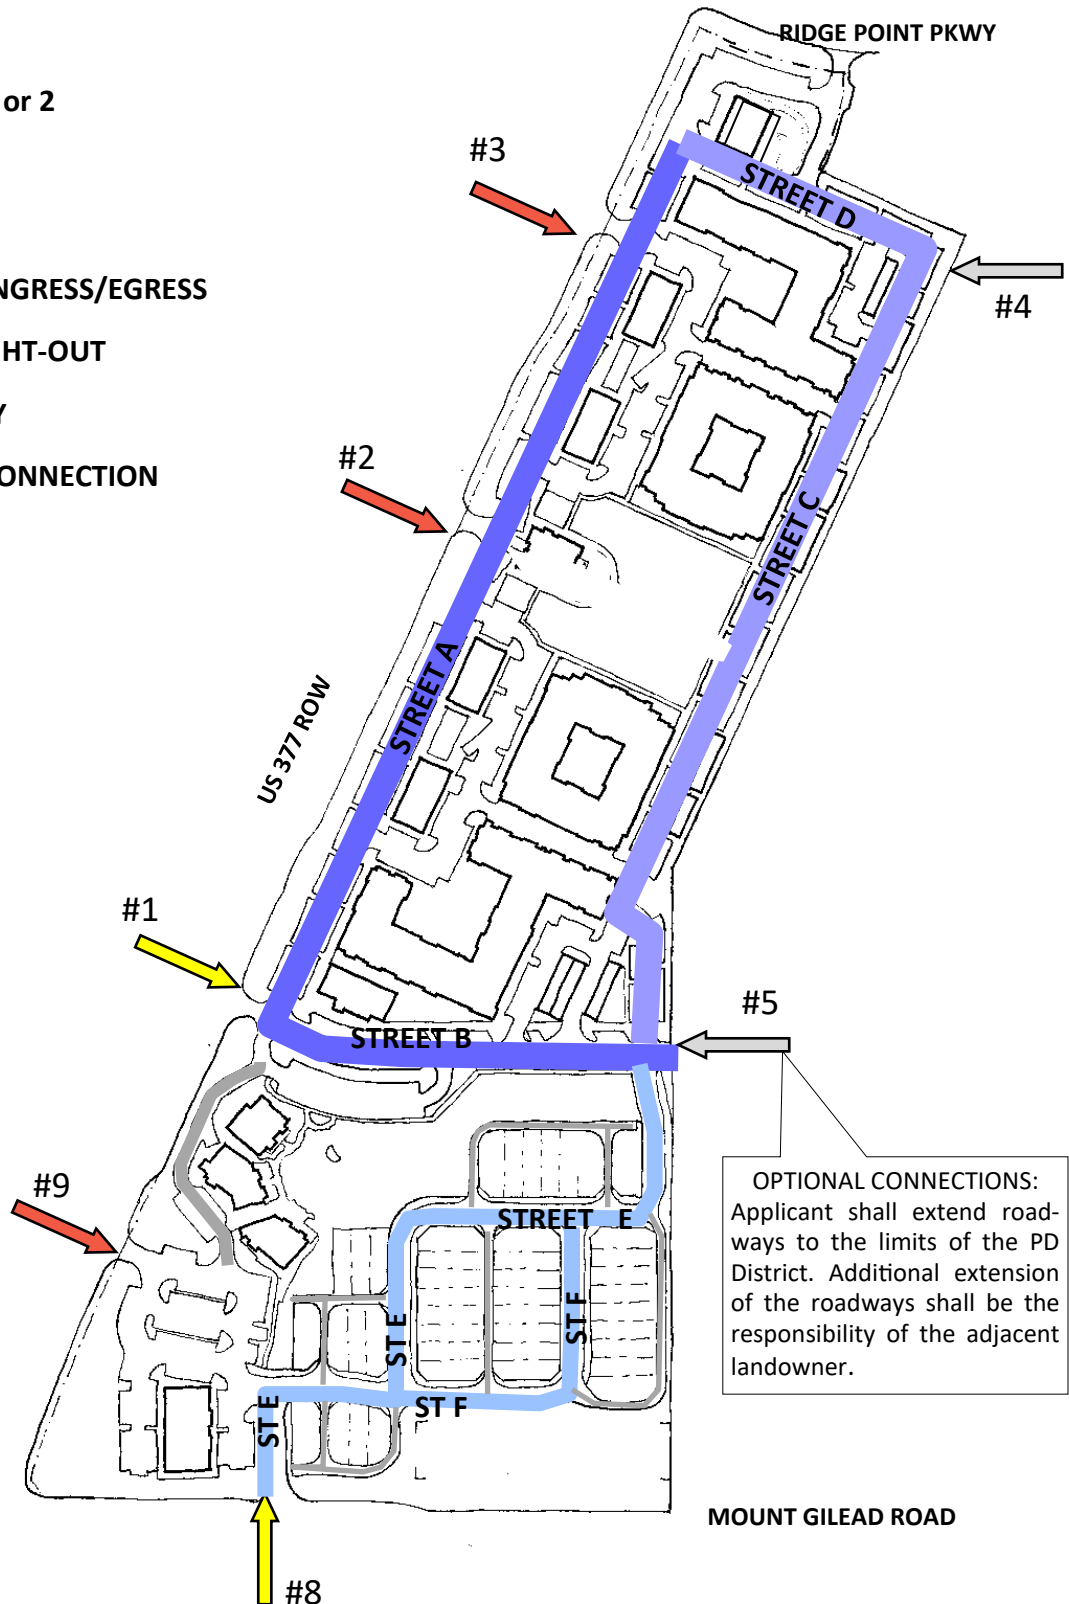 RIDGE POINT PKWY
or 2
#3
STREET D
NGRESS/EGRESS
#4
HT-OUT
Y
#2
ONNECTION
STREET C
STREET A
US 377 ROW
#1
#5
STREET B
OPTIONAL CONNECTIONS:
Applicant shall extend road-
ways to the limits of the PD
District. Additional extension
of the roadways shall be the
responsibility of the adjacent
landowner.
#9
STREET E
ST E
ST F
ST E
ST F
MOUNT GILEAD ROAD
#8